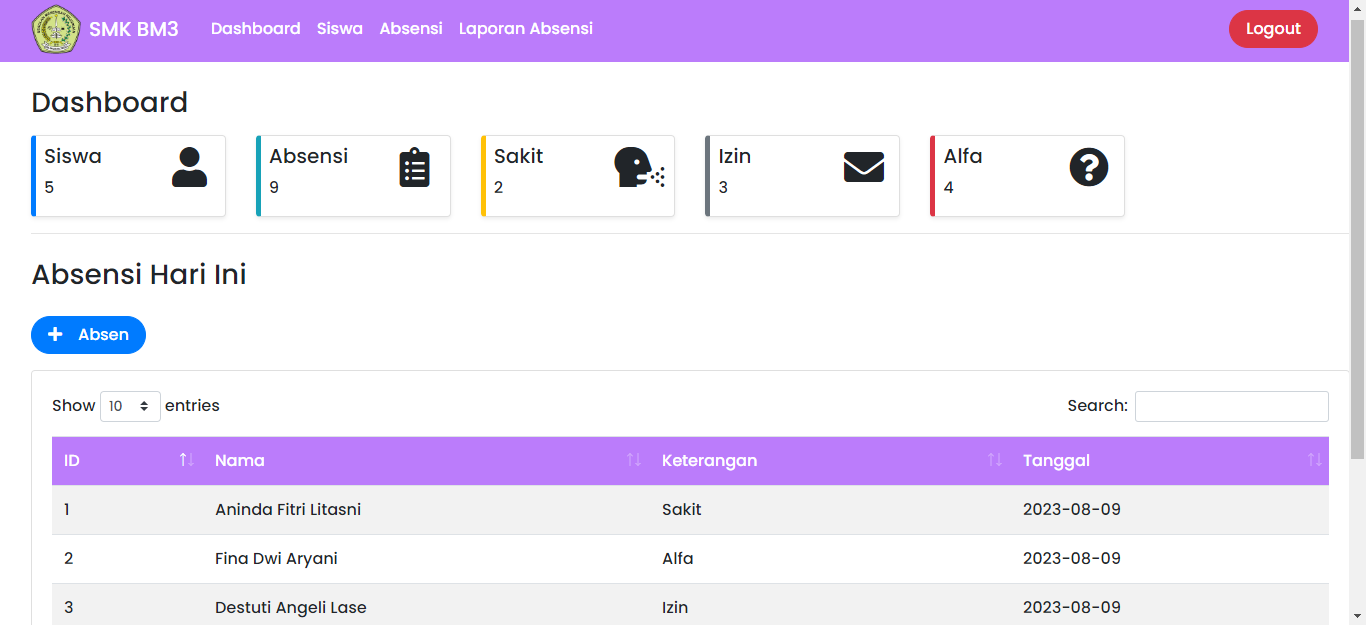 SMK BM3 Dashboard Siswa Absensi Laporan Absensi Logout
Dashboard
Siswa
5
Absensi
9
Sakit
2
Izin
3
Alfa
4
Absensi Hari Ini
Absen
Show 10 entries Search:
ID Nama Keterangan Tanggal
1 Aninda Fitri Litasni Sakit 2023-08-09
2 Fina Dwi Aryani Alfa 2023-08-09
3 Destuti Angeli Lase Izin 2023-08-09